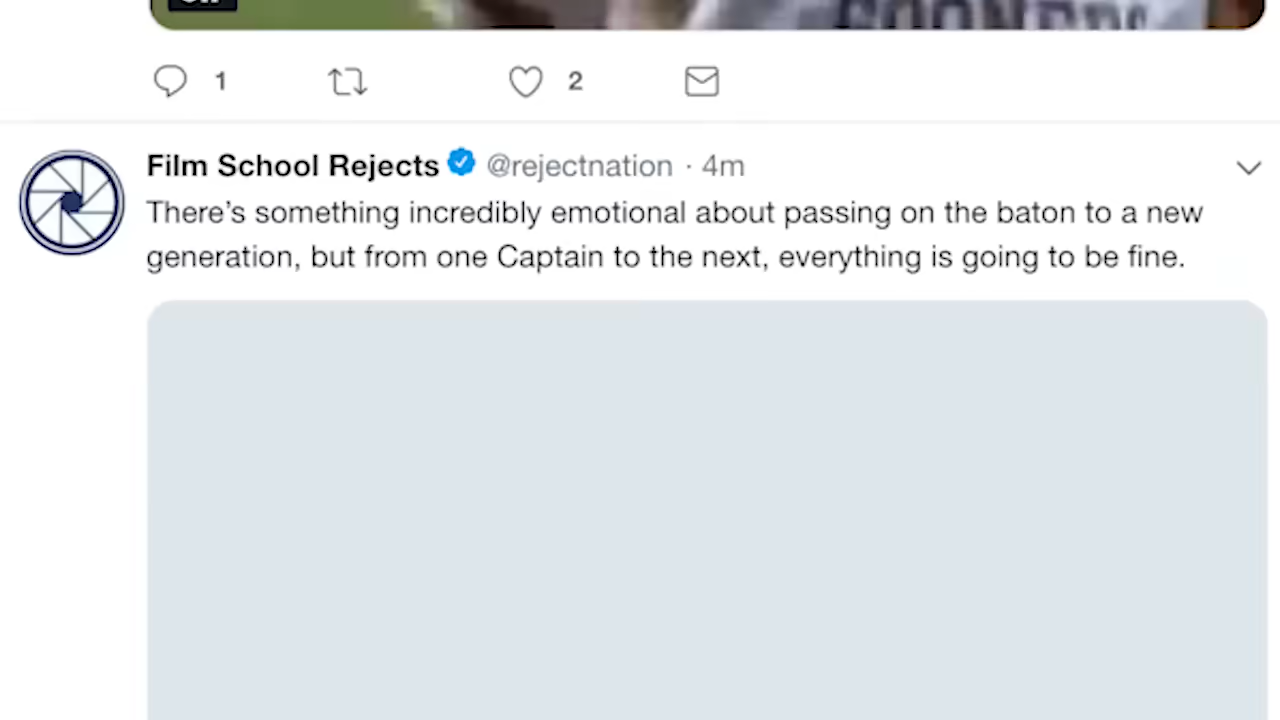 1
2
Film School Rejects @rejectnation · 4m
There’s something incredibly emotional about passing on the baton to a new
generation, but from one Captain to the next, everything is going to be fine.